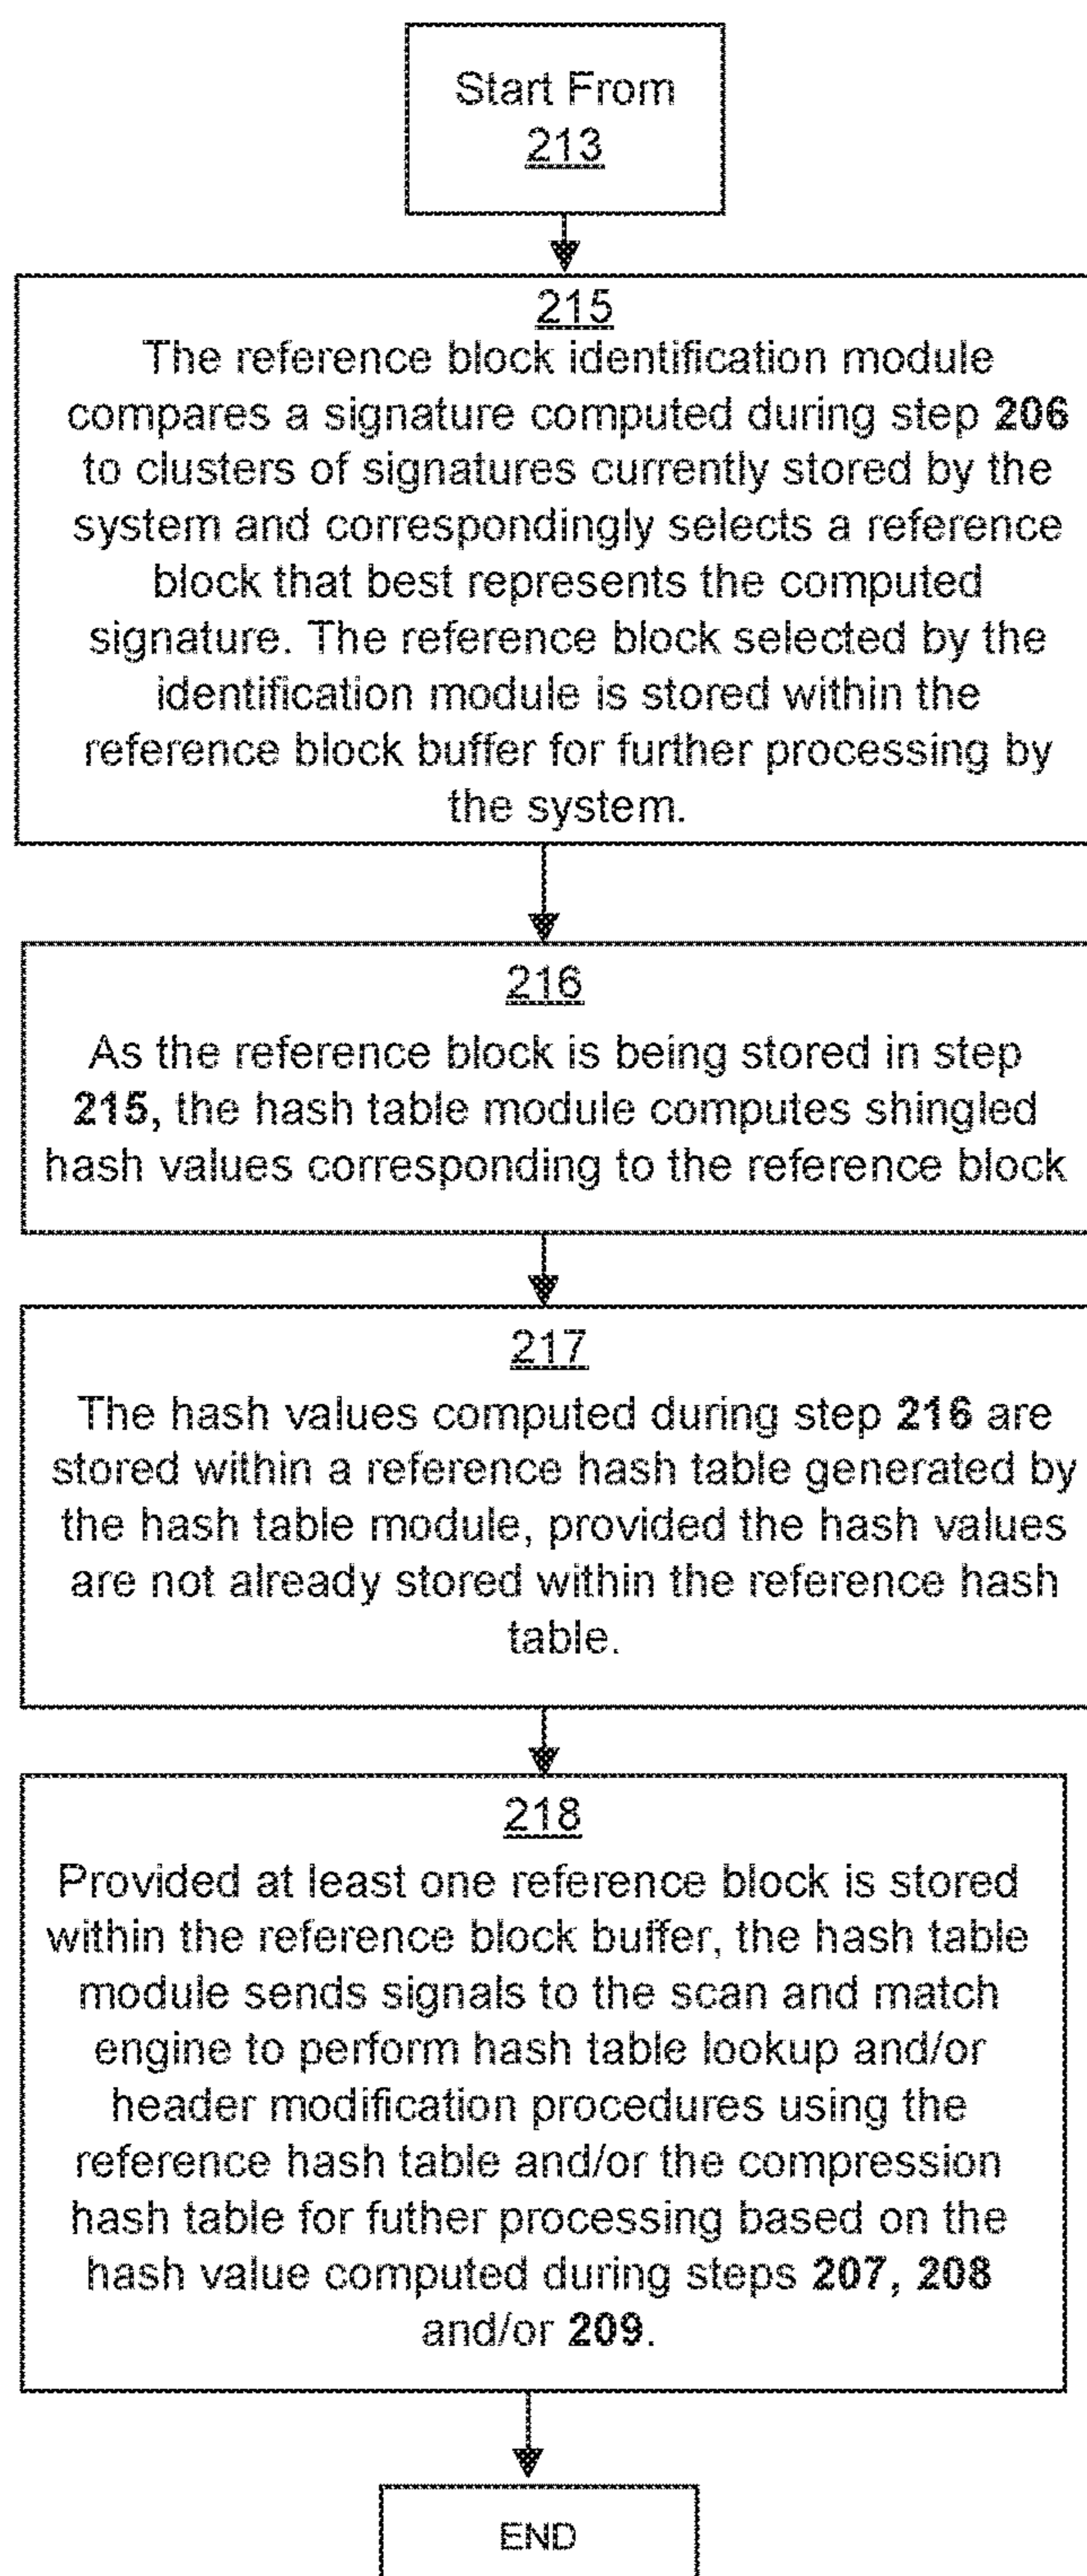 Start From
213
215
The reference block identification module
compares a signature computed during step 206
to clusters of signatures currently stored by the
system and correspondingly selects a reference
block that best represents the computed
signature. The reference block selected by the
identification module is stored within the
reference block buffer for further processing by
the system.
216
As the reference block is being stored in step
215, the hash table module computes shingled
hash values corresponding to the reference block
217
The hash values computed during step 216 are
stored within a reference hash table generated by
the hash table module, provided the hash values
are not already stored within the reference hash
table.
218
Provided at least one reference block is stored
within the reference block buffer, the hash table
module sends signals to the scan and match
engine to perform hash table lookup and/or
header modification procedures using the
reference hash table and/or the compression
hash table for futher processing based on the
hash value computed during steps 207, 208
and/or 209.
END